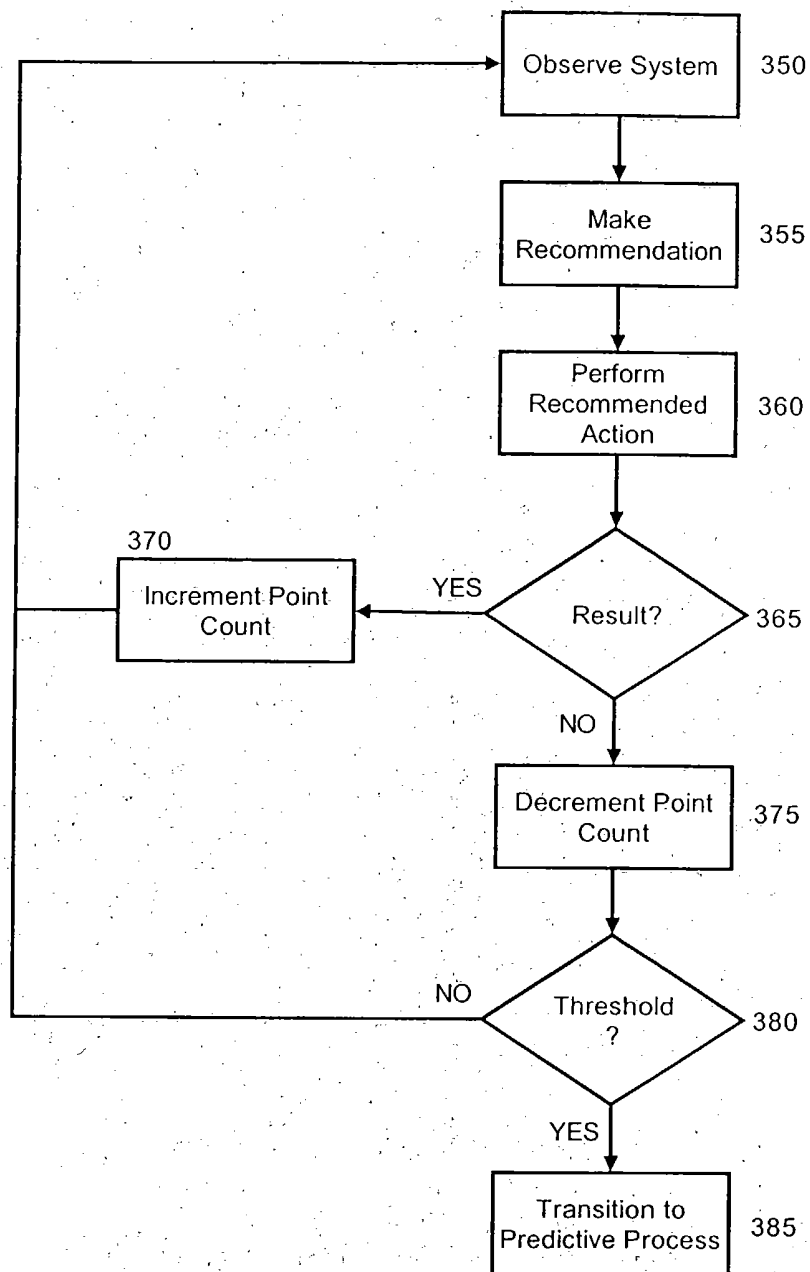 Observe System
350
Make
Recommendation
355
Perform
Recommended
Action
360
370
Increment Point
Count
YES
Result?
365
NO
Decrement Point
Count
375
NO
Threshold
?
380
YES
Transition to
Predictive Process
385